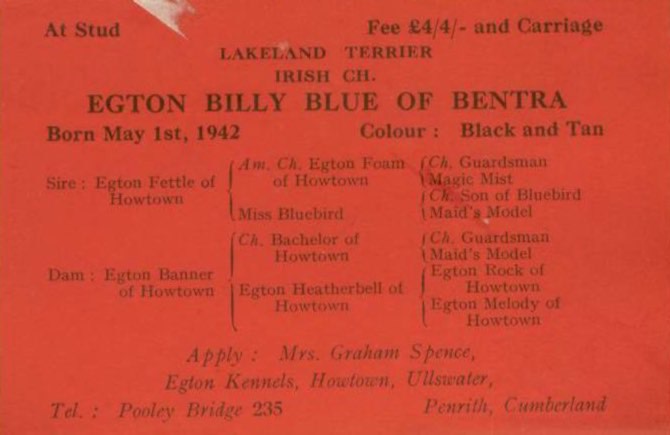 At Stud Fee £4/4/- and Carriage
LAKELAND TERRIER
IRISH CH.
EGTON BILLY BLUE OF BENTRA
Born May 1st, 1942 Colour : Black and Tan
Sire : Egton Fettle of Howtown
Am. Ch. Egton Foam of Howtown
Ch. Guardsman
Magic Mist
Miss Bluebird
Ch. Son of Bluebird
Maid's Model
Dam : Egton Banner of Howtown
Ch. Bachelor of Howtown
Ch. Guardsman
Maid's Model
Egton Heatherbell of Howtown
Egton Rock of Howtown
Egton Melody of Howtown
Apply : Mrs. Graham Spence,
Egton Kennels, Howtown, Ullswater,
Tel. : Pooley Bridge 235 Penrith, Cumberland